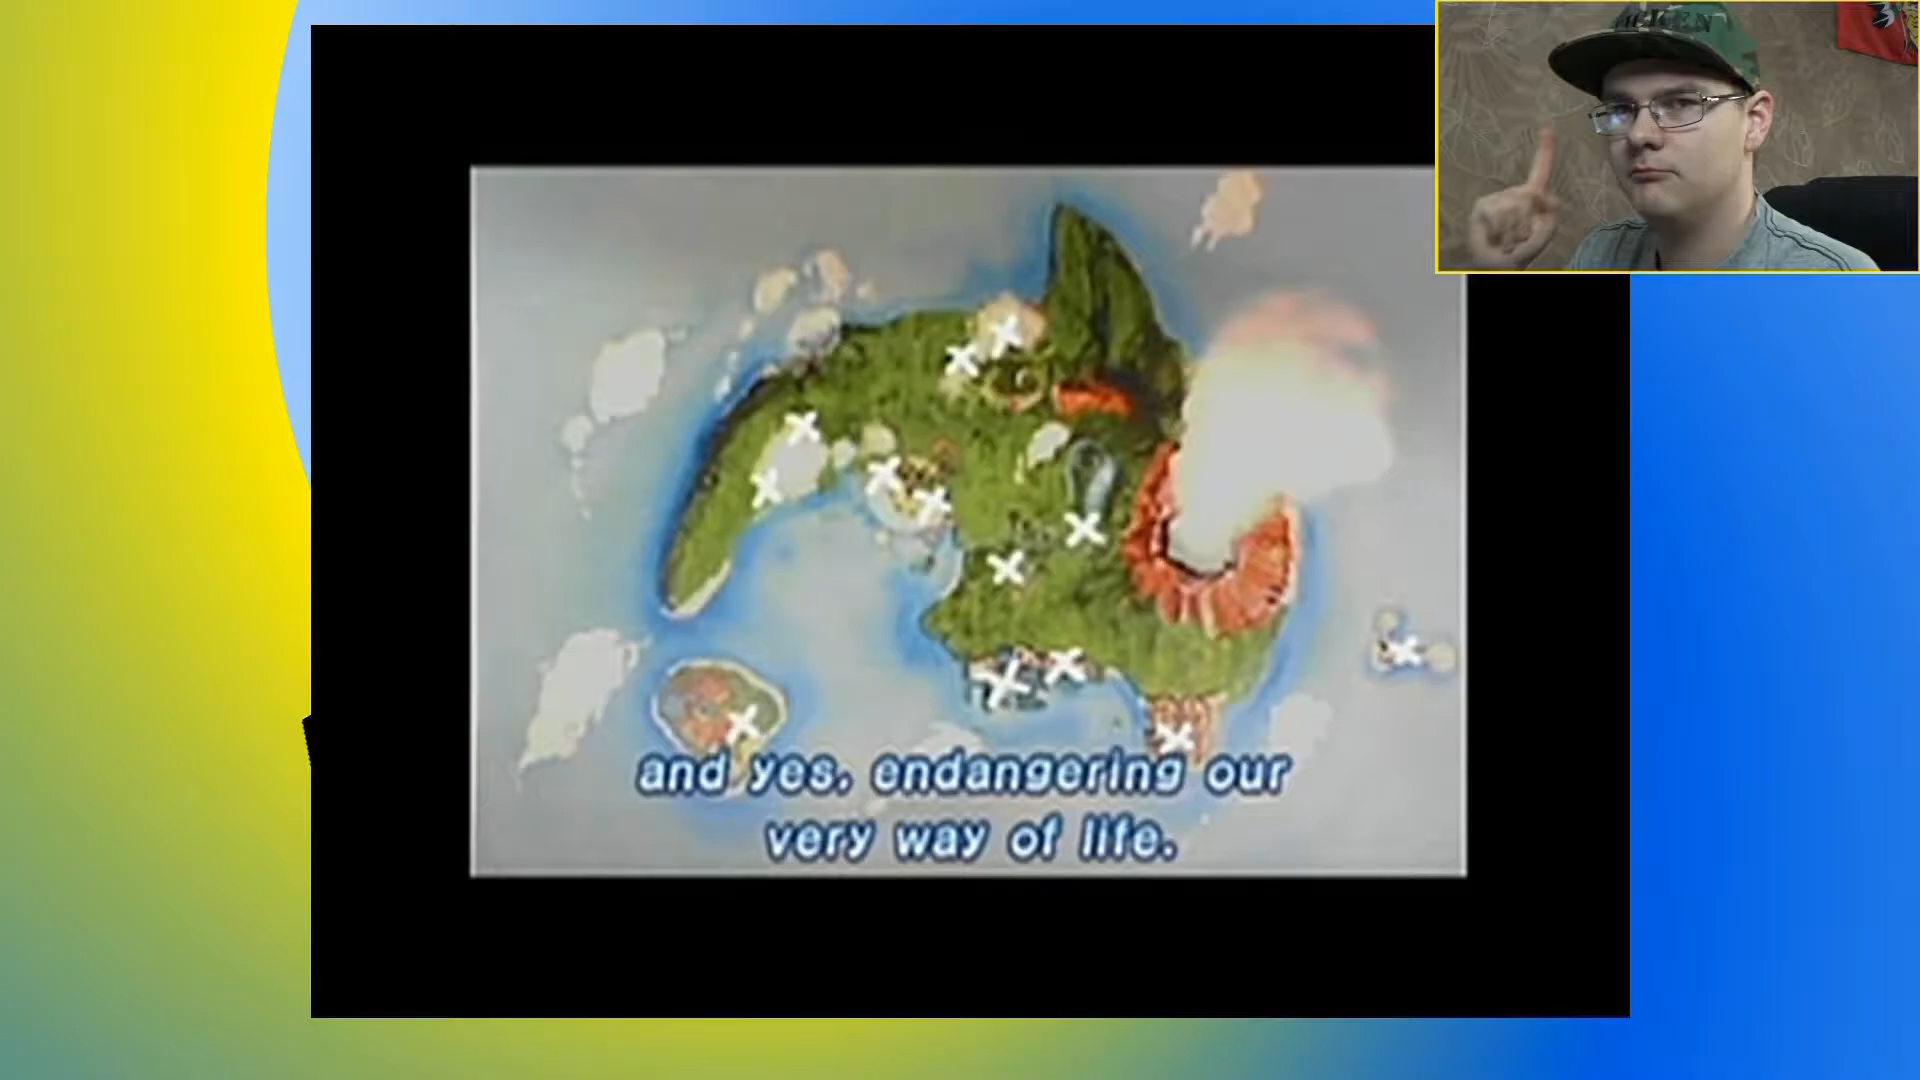 and yes, endangering our
very way of life.